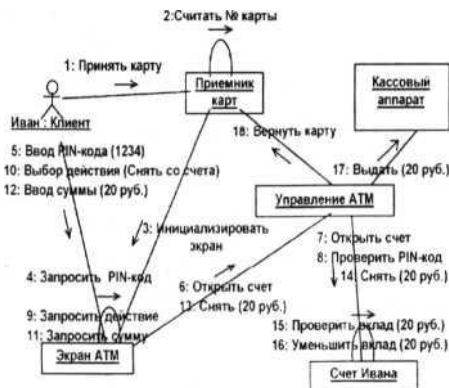 2: Считать № карты
1: Принять карту
Приемник
карт
Кассовый
аппарат
Иван : Клиент
18: Вернуть карту
5: Ввод PIN-кода (1234)
10: Выбор действия (Снять со счета)
12: Ввод суммы (20 руб.)
17: Выдать (20 руб.)
Управление АТМ
3: Инициализировать
экран
7: Открыть счет
8: Проверить PIN-код
14: Снять (20 руб.)
4: Запросить PIN-код
6: Открыть счет
13: Снять (20 руб.)
9: Запросить действие
11: Запросить сумму
15: Проверить вклад (20 руб.)
16: Уменьшить вклад (20 руб.)
Экран АТМ
Счет Ивана